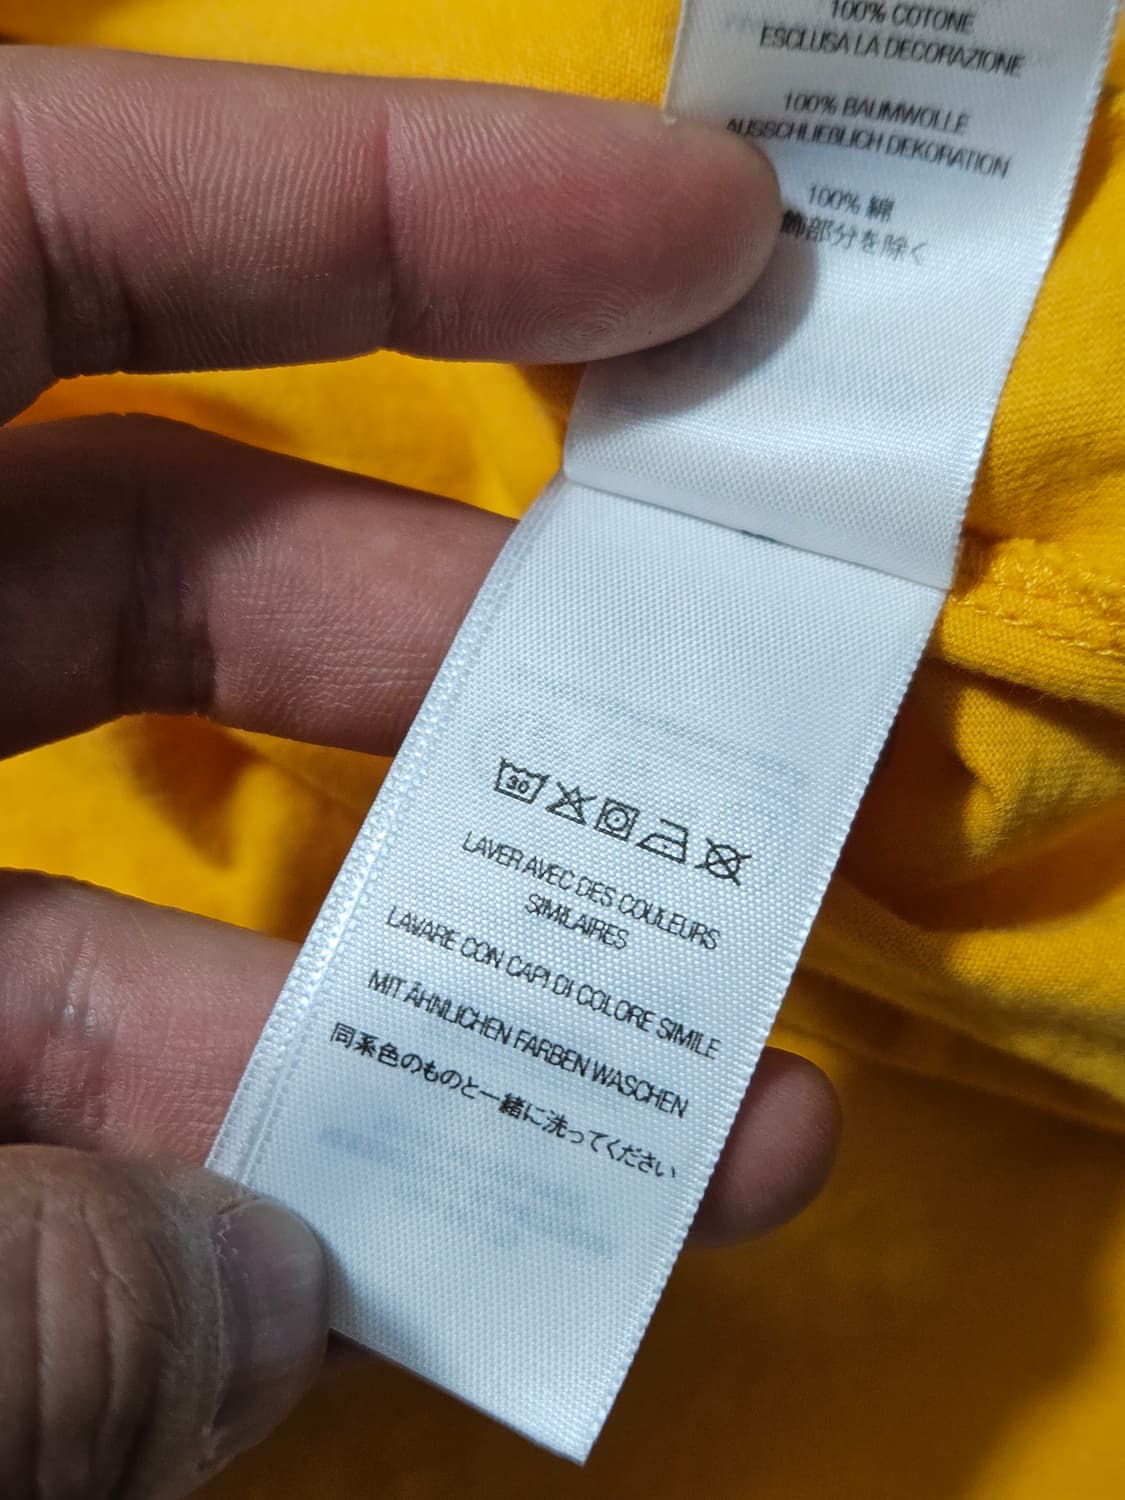 100% COTONE
ESCLUSA LA DECORAZIONE
100% BAUMWOLLE
AUSSCHLIEBLICH DEKORATION
100% 綿
飾部分を除く
30
LAVER AVEC DES COULEURS
SIMILAIRES
LAVARE CON CAPI DI COLORE SIMILE
MIT ÄHNLICHEN FARBEN WASCHEN
同系色のものと一緒に洗ってください